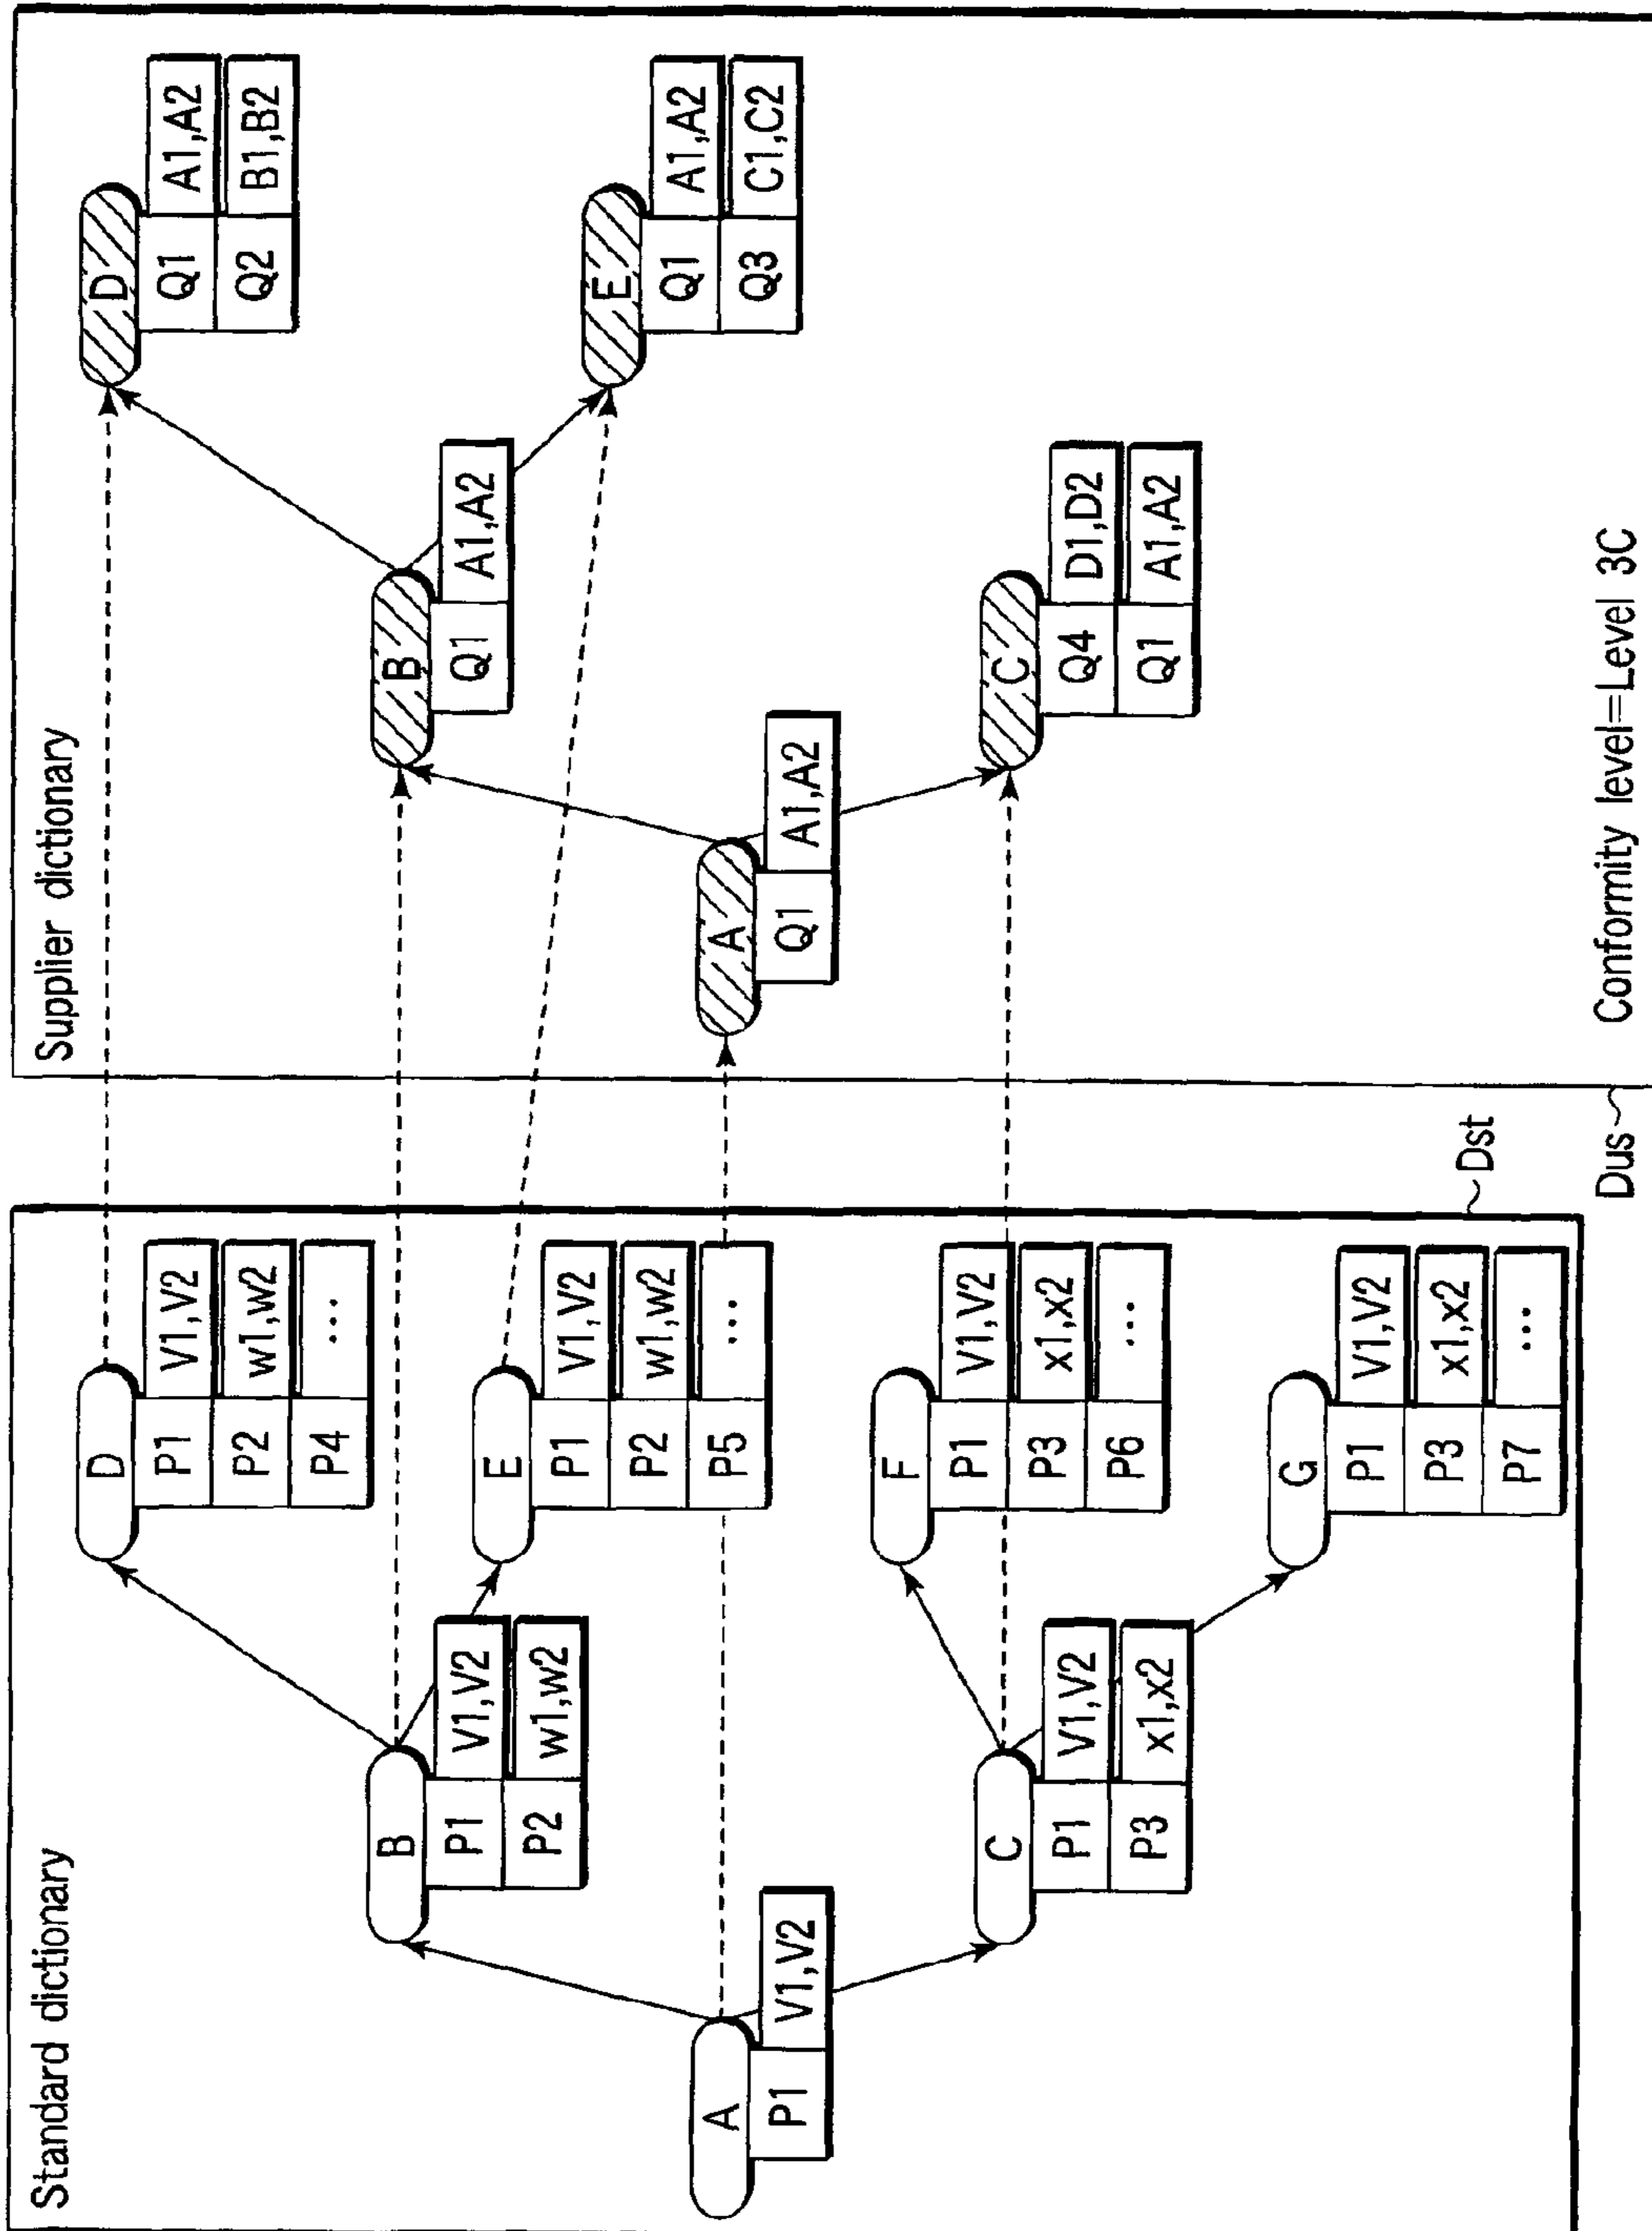 Standard dictionary
A
P1 V1,V2
B
P1 V1,V2
P2 w1,w2
C
P1 V1,V2
P3 x1,x2
D
P1 V1,V2
P2 w1,w2
P4 ...
E
P1 V1,V2
P2 w1,w2
P5 ...
F
P1 V1,V2
P3 x1,x2
P6 ...
G
P1 V1,V2
P3 x1,x2
P7 ...
Dst
Dus
Supplier dictionary
A
Q1 A1,A2
B
Q1 A1,A2
C
Q4 D1,D2
Q1 A1,A2
D
Q1 A1,A2
Q2 B1,B2
E
Q1 A1,A2
Q3 C1,C2
Conformity level=Level 3C